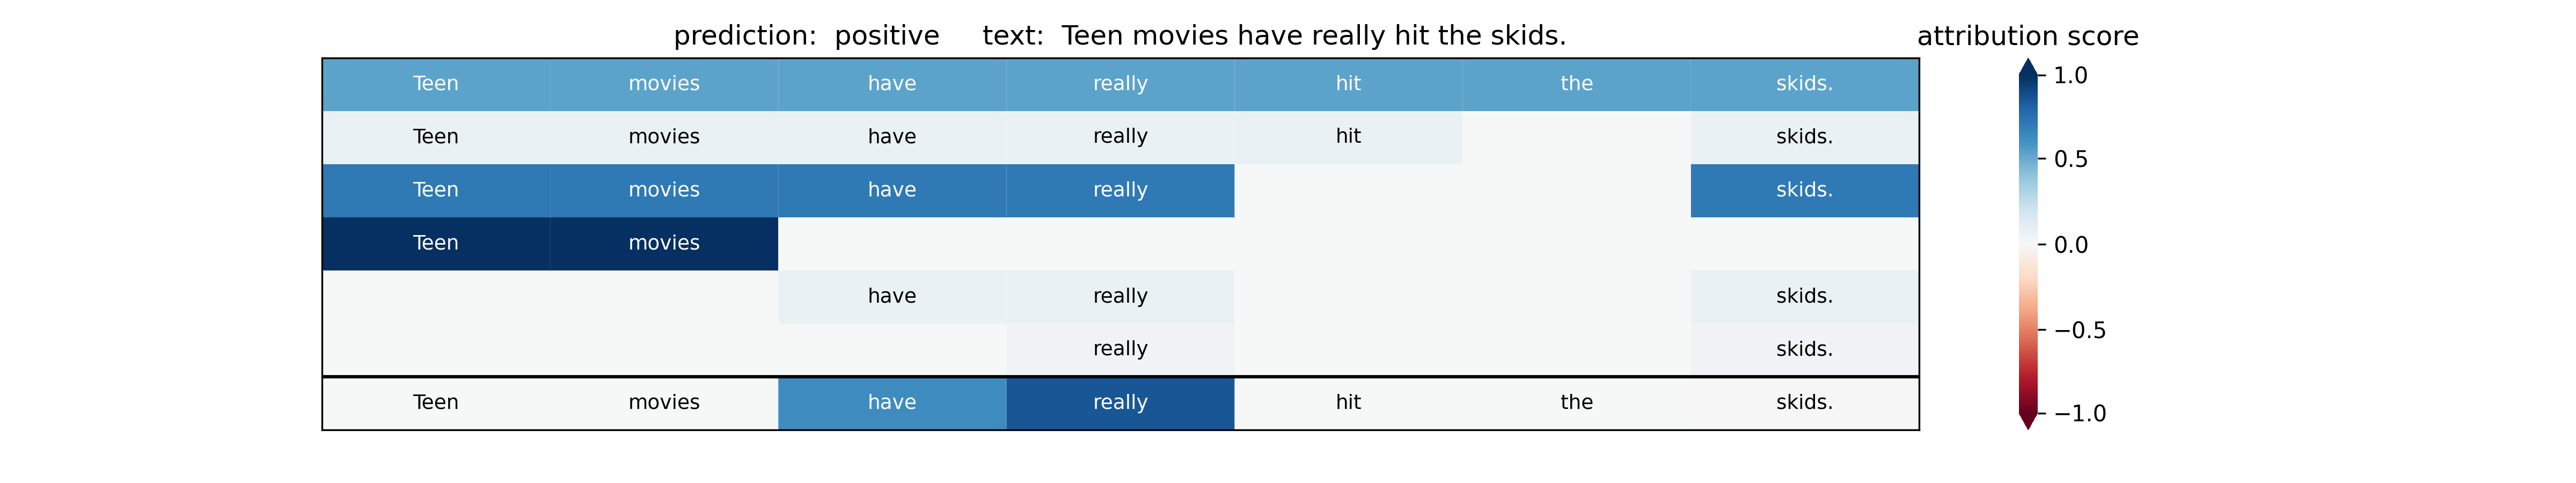 prediction: positive text: Teen movies have really hit the skids.
attribution score
Teen movies have really hit the skids.
Teen movies have really hit skids.
Teen movies have really skids.
Teen movies
have really skids.
really skids.
Teen movies have really hit the skids.
1.0
0.5
0.0
−0.5
−1.0